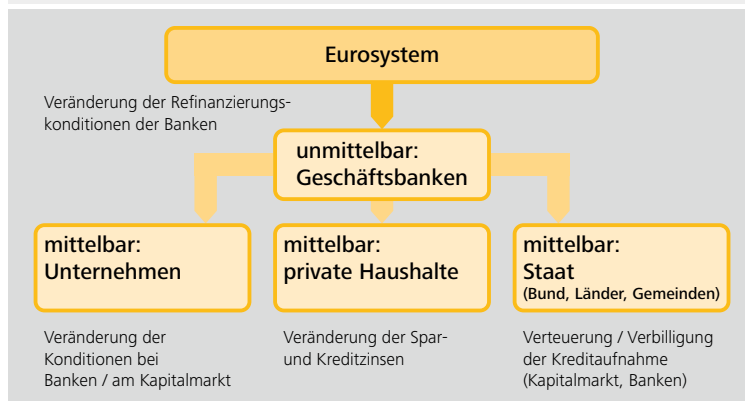 Eurosystem
Veränderung der Refinanzierungs-
konditionen der Banken
unmittelbar:
Geschäftsbanken
mittelbar:
Unternehmen
mittelbar:
private Haushalte
mittelbar:
Staat
(Bund, Länder, Gemeinden)
Veränderung der
Konditionen bei
Banken / am Kapitalmarkt
Veränderung der Spar-
und Kreditzinsen
Verteuerung / Verbilligung
der Kreditaufnahme
(Kapitalmarkt, Banken)